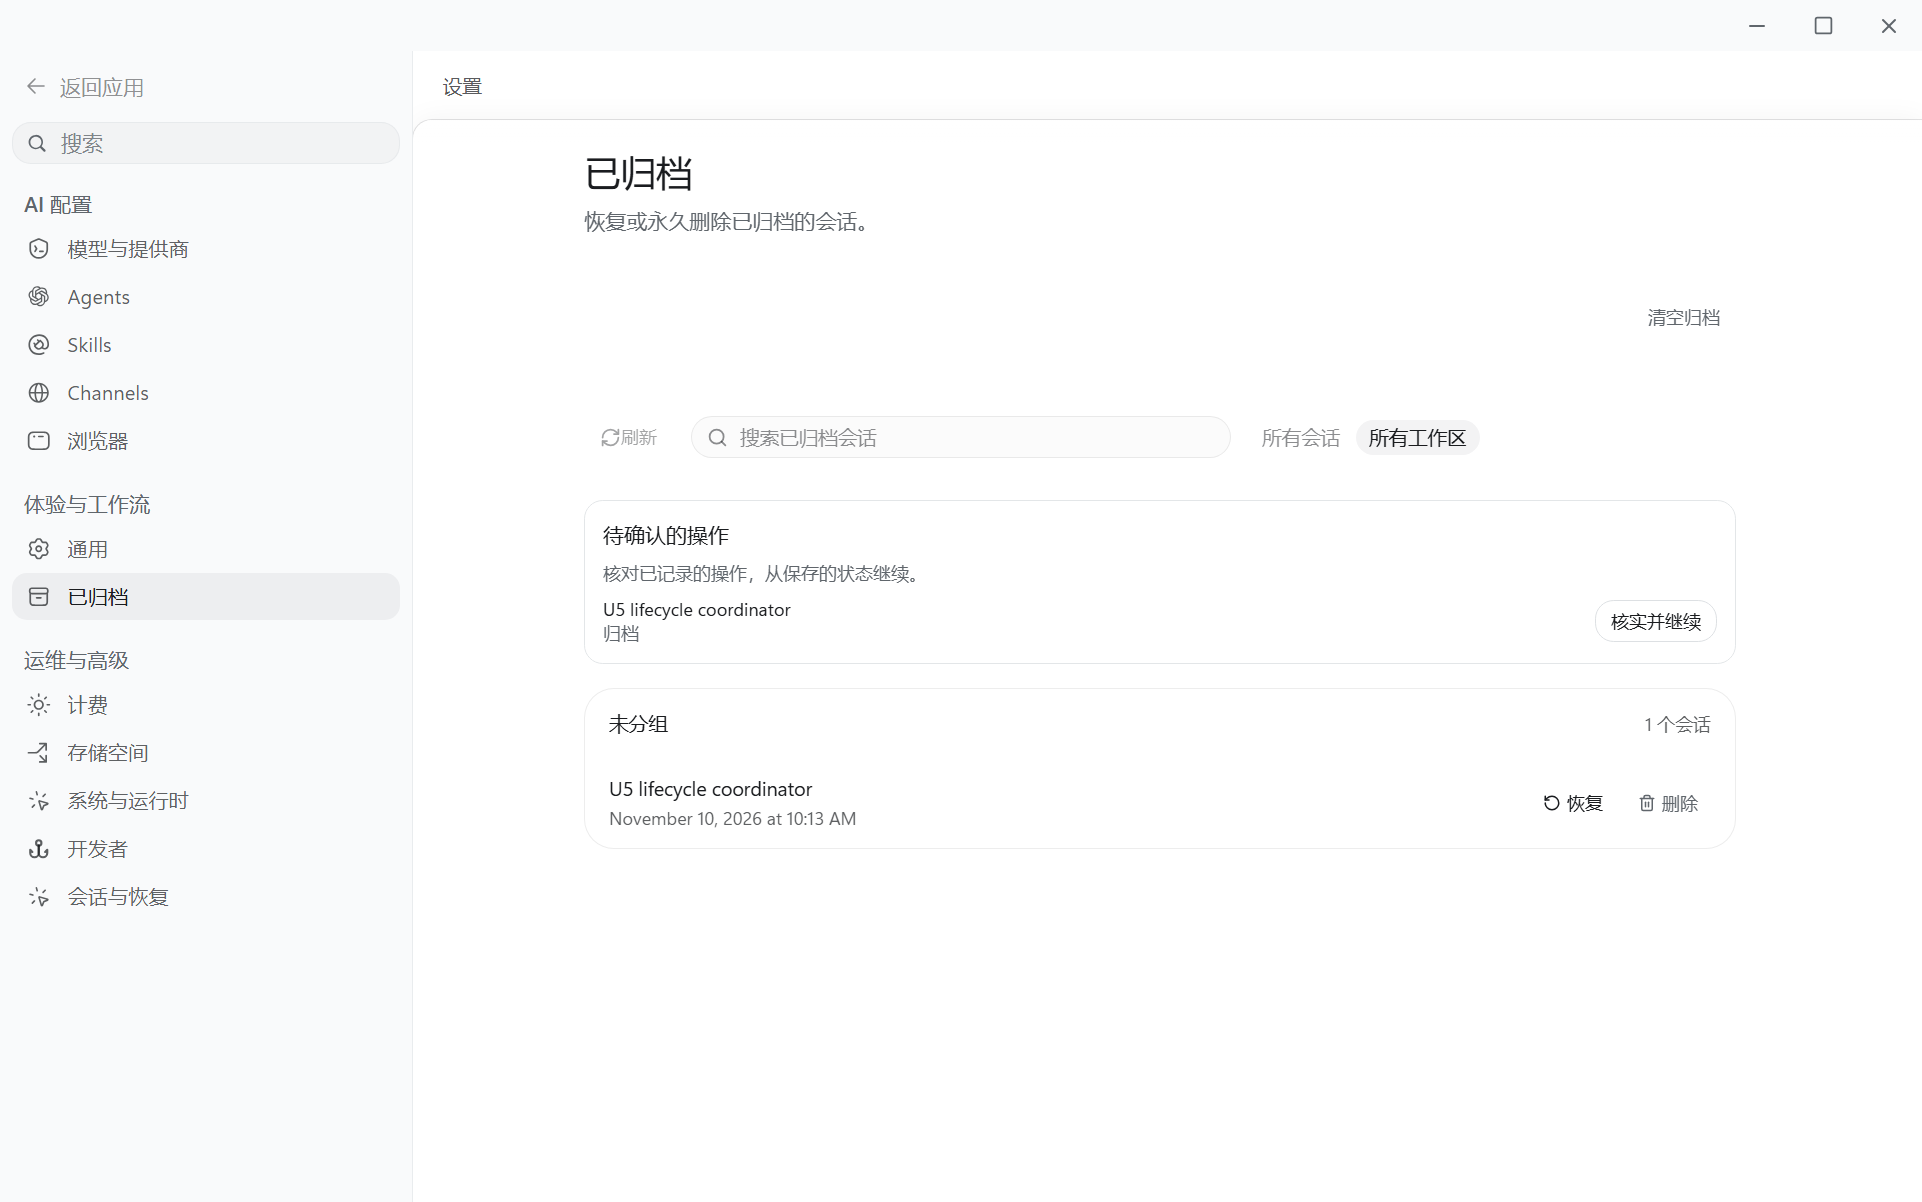 返回应用
搜索
AI 配置
模型与提供商
Agents
Skills
Channels
浏览器
体验与工作流
通用
已归档
运维与高级
计费
存储空间
系统与运行时
开发者
会话与恢复
设置
已归档
恢复或永久删除已归档的会话。
清空归档
刷新
搜索已归档会话
所有会话
所有工作区
待确认的操作
核对已记录的操作，从保存的状态继续。
U5 lifecycle coordinator
归档
核实并继续
未分组
1 个会话
U5 lifecycle coordinator
November 10, 2026 at 10:13 AM
恢复
删除